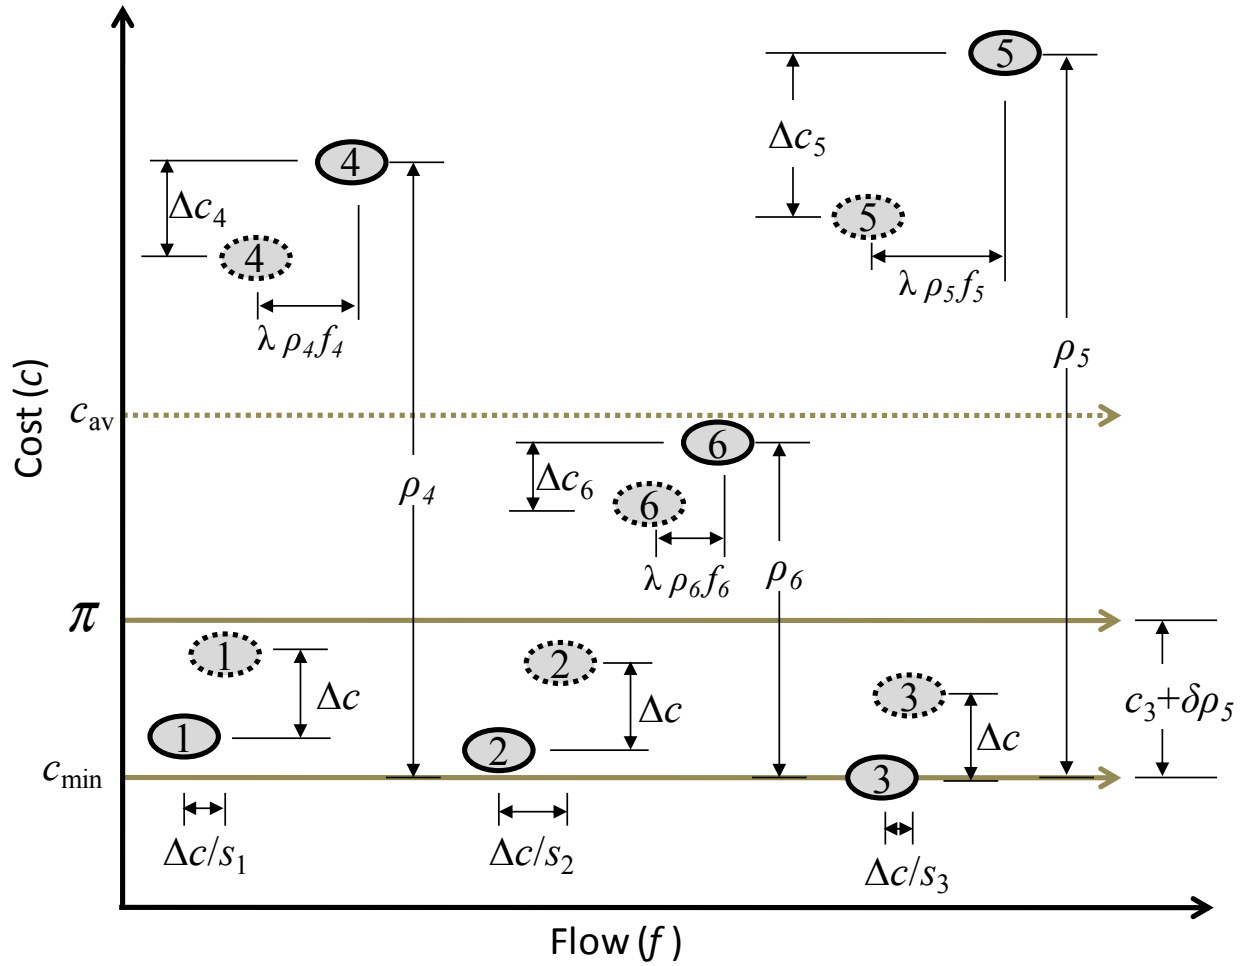 5
Δc5
4
Δc4
5
4
λ ρ5f5
λ ρ4f4
ρ5
Cost (c)
cav
6
Δc6
ρ4
6
ρ6
λ ρ6f6
π
1
2
Δc
Δc
3
c3+δρ5
1
2
Δc
cmin
3
Δc/s1
Δc/s2
Δc/s3
Flow (f )